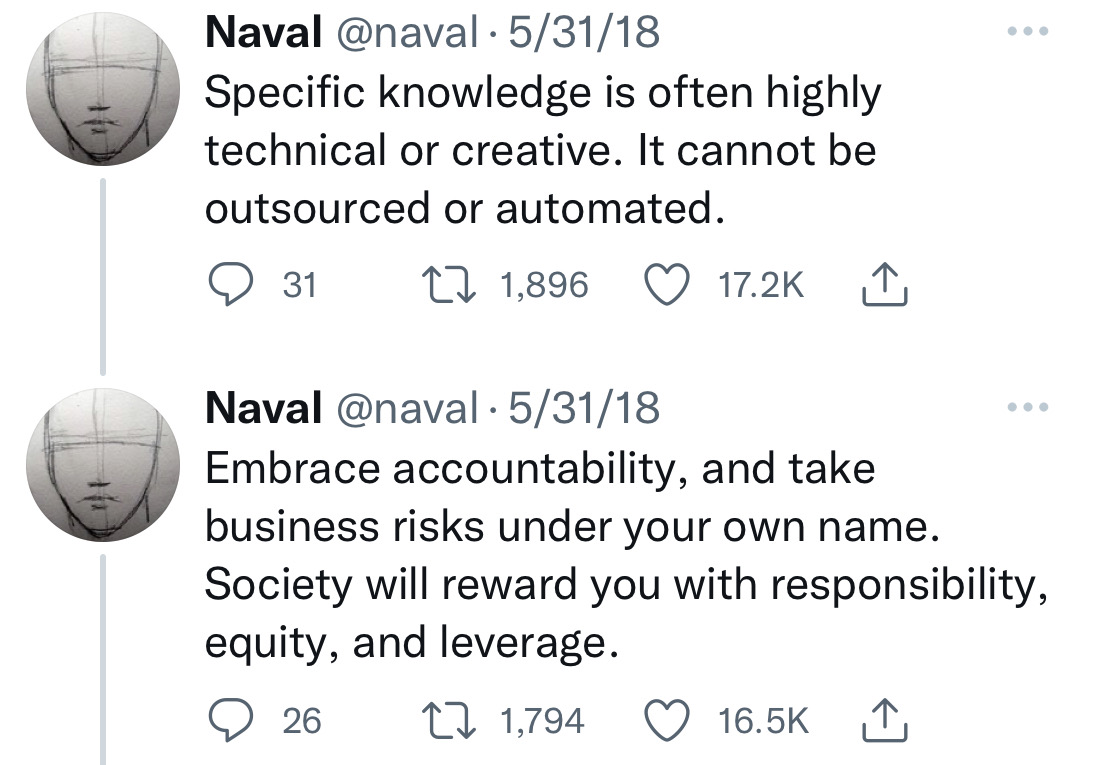 Naval @naval · 5/31/18
Specific knowledge is often highly
technical or creative. It cannot be
outsourced or automated.
31 1,896 17.2K
Naval @naval · 5/31/18
Embrace accountability, and take
business risks under your own name.
Society will reward you with responsibility,
equity, and leverage.
26 1,794 16.5K